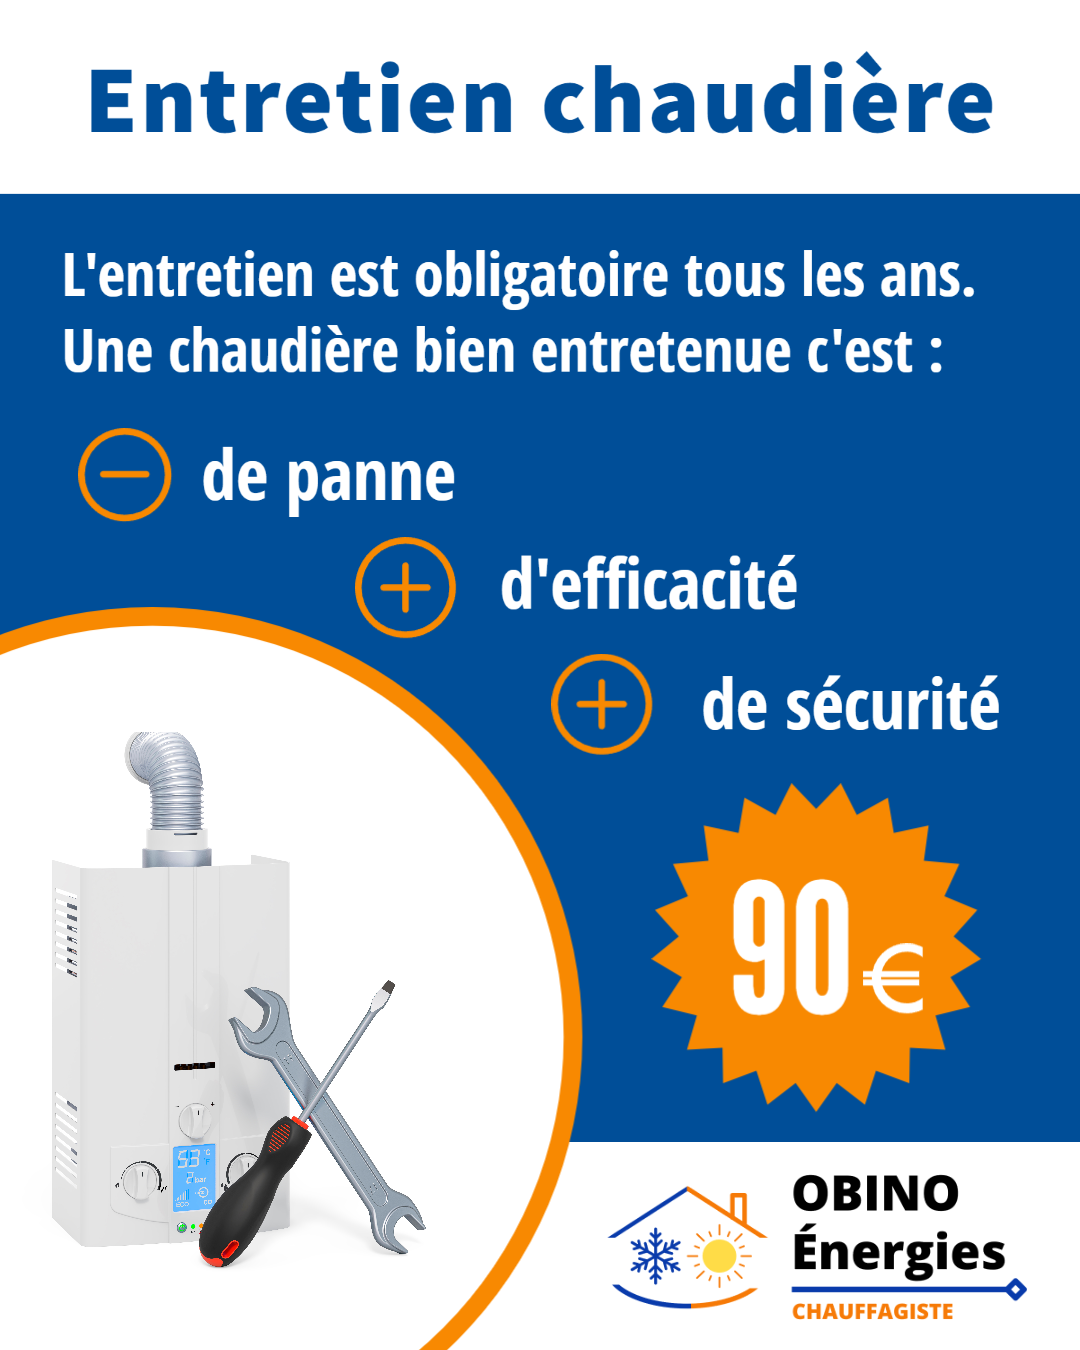 Entretien chaudière
L'entretien est obligatoire tous les ans.
Une chaudière bien entretenue c'est :
de panne
d'efficacité
de sécurité
90€
OBINO
Énergies
CHAUFFAGISTE